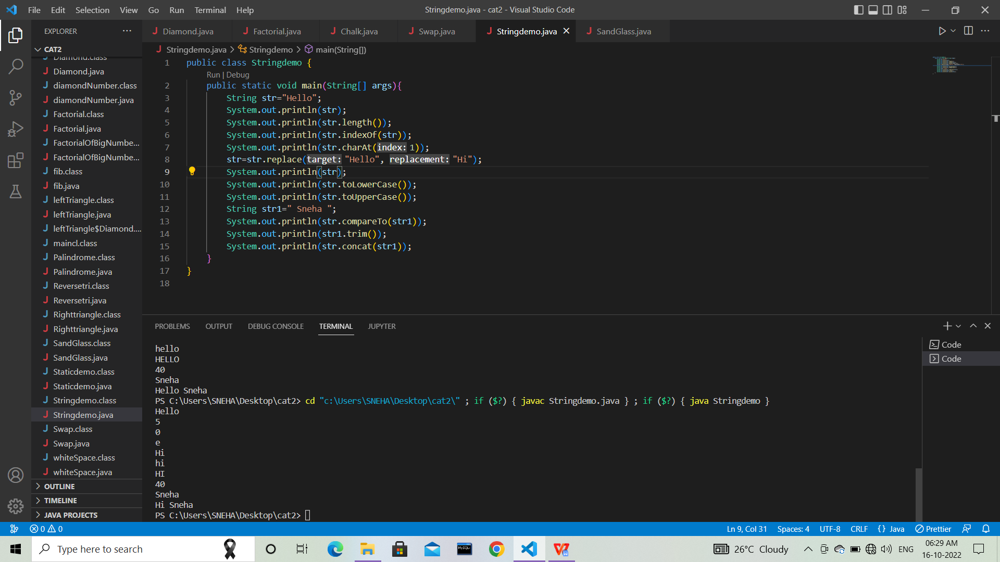 File Edit Selection View Go Run Terminal Help
Stringdemo.java - cat2 - Visual Studio Code
EXPLORER
CAT2
Diamond.class
Diamond.java
diamondNumber.class
diamondNumber.java
Factorial.class
Factorial.java
FactorialOfBigNumbe...
FactorialOfBigNumbe...
fib.class
fib.java
leftTriangle.class
leftTriangle.java
leftTriangle$Diamond....
maincl.class
Palindrome.class
Palindrome.java
Reversetri.class
Reversetri.java
Righttriangle.class
Righttriangle.java
SandGlass.class
SandGlass.java
Staticdemo.class
Staticdemo.java
Stringdemo.class
Stringdemo.java
Swap.class
Swap.java
whiteSpace.class
whiteSpace.java
OUTLINE
TIMELINE
JAVA PROJECTS
Diamond.java Factorial.java Chalk.java Swap.java Stringdemo.java SandGlass.java
Stringdemo.java > Stringdemo > main(String[])
1 public class Stringdemo {
Run | Debug
2 public static void main(String[] args){
3 String str="Hello";
4 System.out.println(str);
5 System.out.println(str.length());
6 System.out.println(str.indexOf(str));
7 System.out.println(str.charAt(index:1));
8 str=str.replace(target:"Hello", replacement:"Hi");
9 System.out.println(str);
10 System.out.println(str.toLowerCase());
11 System.out.println(str.toUpperCase());
12 String str1=" Sneha ";
13 System.out.println(str.compareTo(str1));
14 System.out.println(str1.trim());
15 System.out.println(str.concat(str1));
16 }
17 }
18
PROBLEMS OUTPUT DEBUG CONSOLE TERMINAL JUPYTER
hello
HELLO
40
Sneha
Hello Sneha
PS C:\Users\SNEHA\Desktop\cat2> cd "c:\Users\SNEHA\Desktop\cat2\" ; if ($?) { javac Stringdemo.java } ; if ($?) { java Stringdemo }
Hello
5
0
e
Hi
hi
HI
40
Sneha
Hi Sneha
PS C:\Users\SNEHA\Desktop\cat2>
Code
Code
0 0
Ln 9, Col 31 Spaces: 4 UTF-8 CRLF {} Java Prettier
Type here to search
MySQL
26°C Cloudy
ENG
06:29 AM
16-10-2022